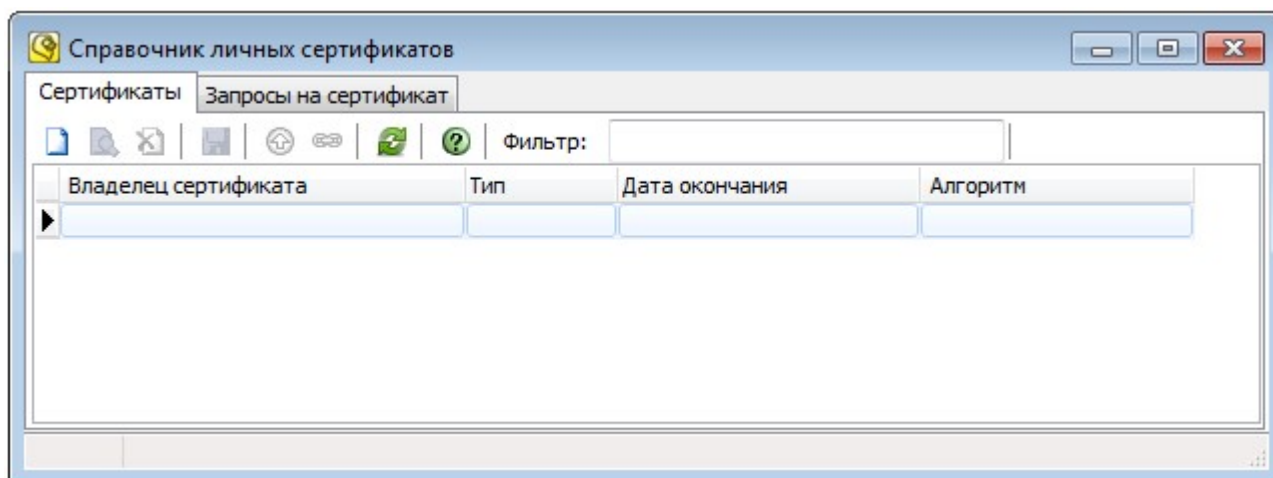 Справочник личных сертификатов
Сертификаты Запросы на сертификат
Фильтр:
Владелец сертификата Тип Дата окончания Алгоритм